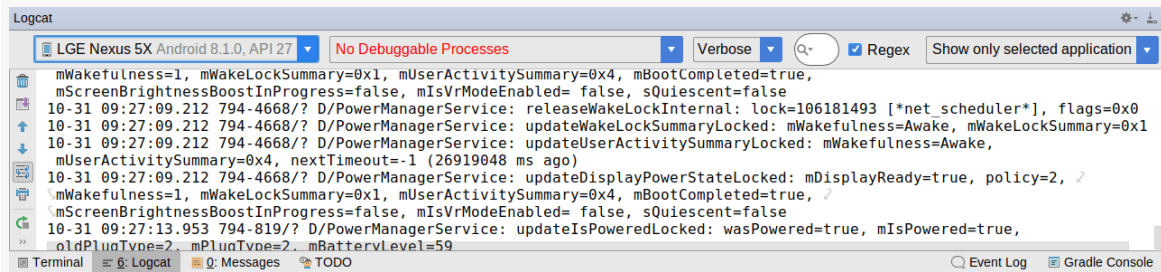 Logcat
LGE Nexus 5X Android 8.1.0, API 27
No Debuggable Processes
Verbose
Regex
Show only selected application
mWakefulness=1, mWakeLockSummary=0x1, mUserActivitySummary=0x4, mBootCompleted=true,
mScreenBrightnessBoostInProgress=false, mIsVrModeEnabled= false, sQuiescent=false
10-31 09:27:09.212 794-4668/? D/PowerManagerService: releaseWakeLockInternal: lock=106181493 [*net_scheduler*], flags=0x0
10-31 09:27:09.212 794-4668/? D/PowerManagerService: updateWakeLockSummaryLocked: mWakefulness=Awake, mWakeLockSummary=0x1
10-31 09:27:09.212 794-4668/? D/PowerManagerService: updateUserActivitySummaryLocked: mWakefulness=Awake,
mUserActivitySummary=0x4, nextTimeout=-1 (26919048 ms ago)
10-31 09:27:09.212 794-4668/? D/PowerManagerService: updateDisplayPowerStateLocked: mDisplayReady=true, policy=2,
mWakefulness=1, mWakeLockSummary=0x1, mUserActivitySummary=0x4, mBootCompleted=true,
mScreenBrightnessBoostInProgress=false, mIsVrModeEnabled= false, sQuiescent=false
10-31 09:27:13.953 794-819/? D/PowerManagerService: updateIsPoweredLocked: wasPowered=true, mIsPowered=true,
oldPlugType=2, mPlugType=2, mBatteryLevel=59
Terminal
6: Logcat
0: Messages
TODO
Event Log
Gradle Console